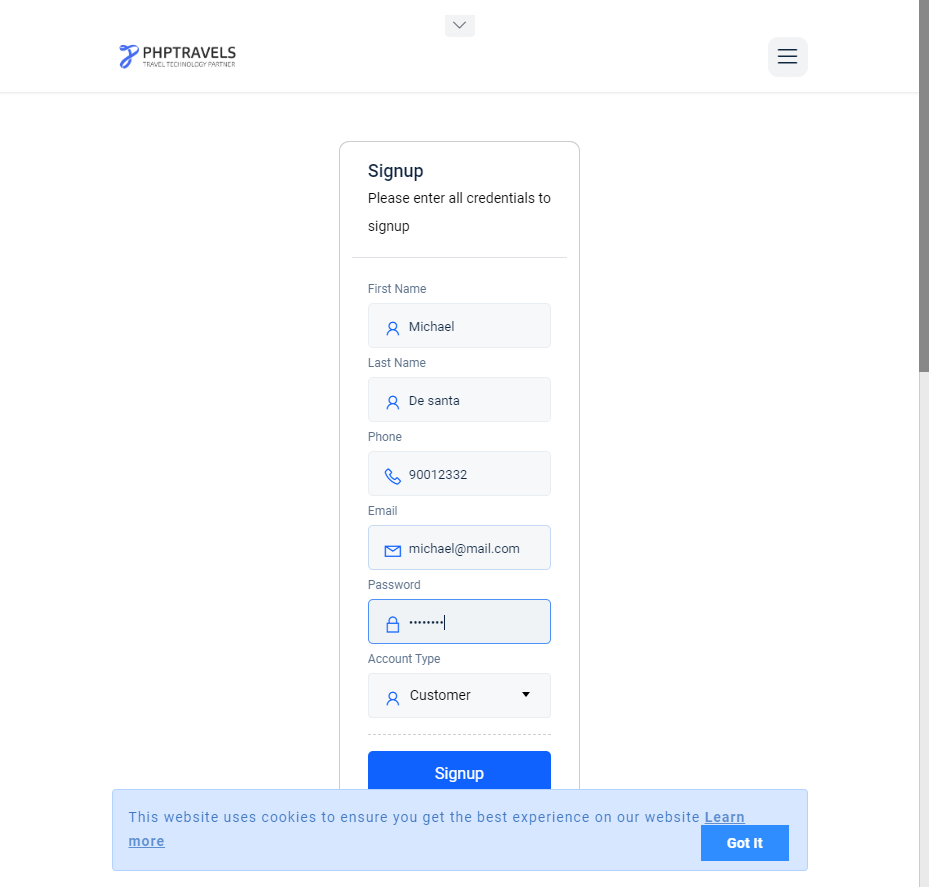 PHPTRAVELS
TRAVEL TECHNOLOGY PARTNER
Signup
Please enter all credentials to
signup
First Name
Michael
Last Name
De santa
Phone
90012332
Email
michael@mail.com
Password
••••••••
Account Type
Customer
Signup
This website uses cookies to ensure you get the best experience on our website Learn
more
Got It